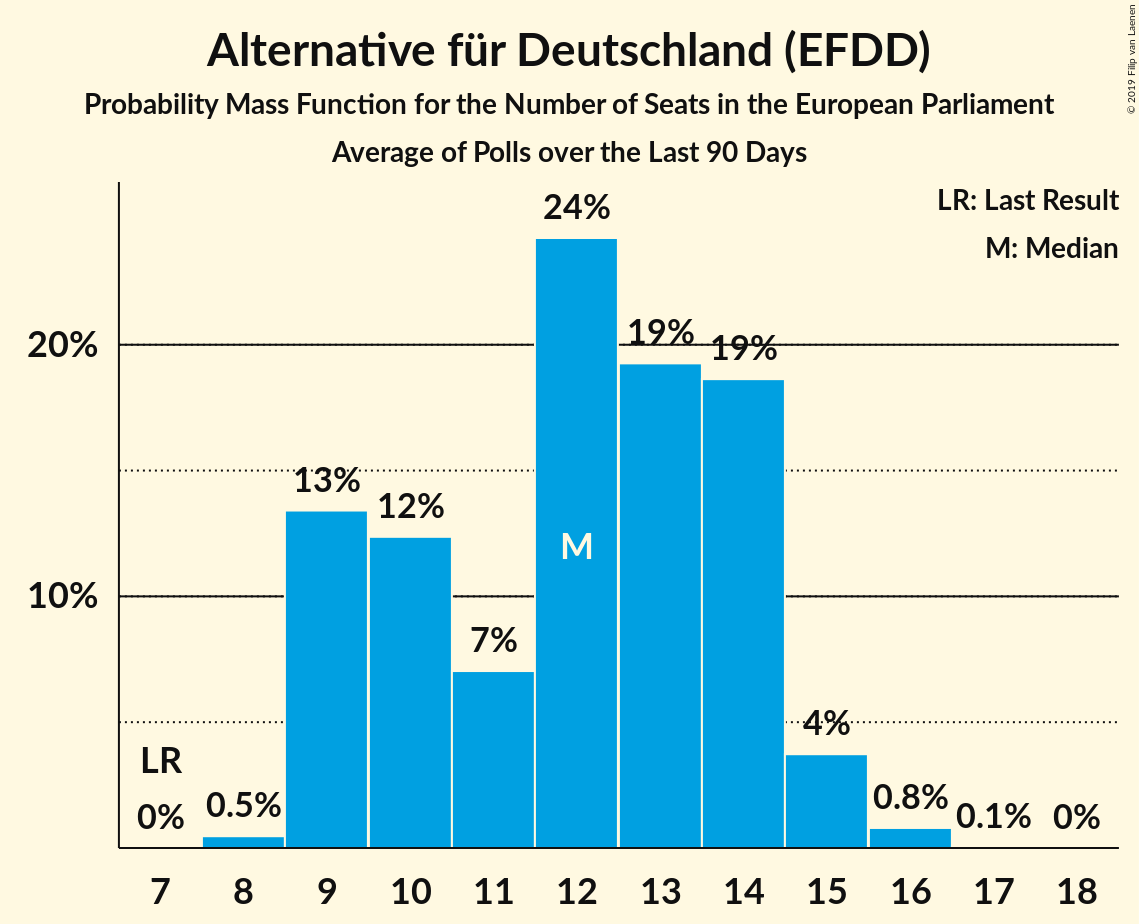 Alternative für Deutschland (EFDD)
Probability Mass Function for the Number of Seats in the European Parliament
Average of Polls over the Last 90 Days
© 2019 Filip van Laenen
LR: Last Result
M: Median
24%
20%
19%
19%
13%
12%
M
10%
7%
4%
LR
0%
0.5%
0.8%
0.1%
0%
7 8 9 10 11 12 13 14 15 16 17 18